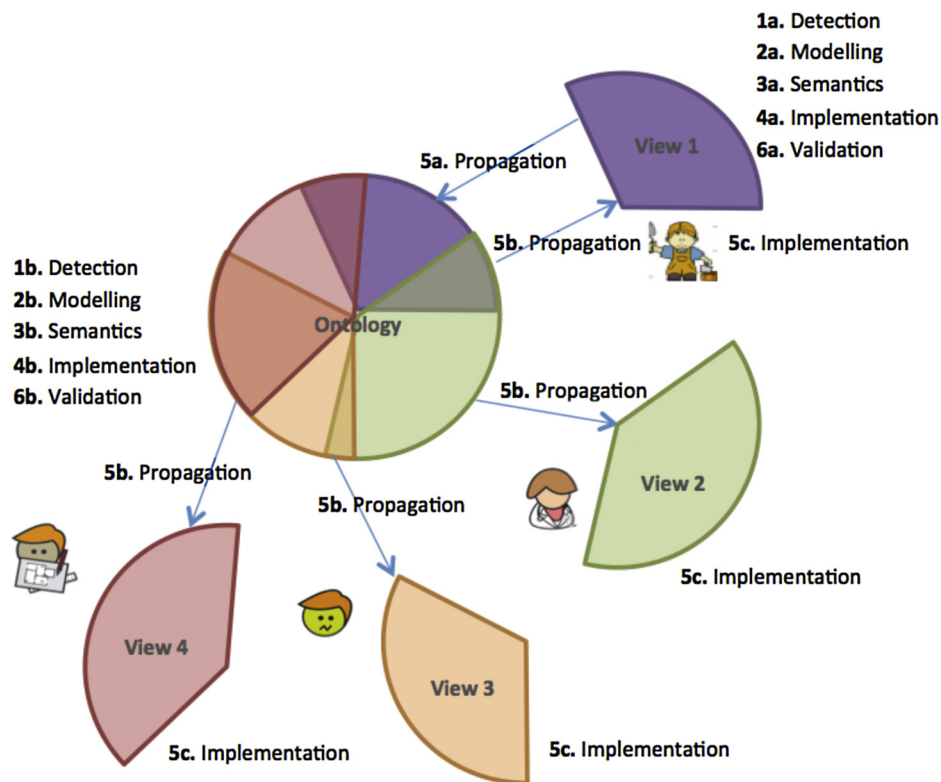 1a. Detection
2a. Modelling
3a. Semantics
4a. Implementation
6a. Validation
View 1
5a. Propagation
5b. Propagation
5c. Implementation
1b. Detection
2b. Modelling
3b. Semantics
4b. Implementation
6b. Validation
Ontology
5b. Propagation
View 2
5c. Implementation
5b. Propagation
5b. Propagation
View 4
View 3
5c. Implementation
5c. Implementation